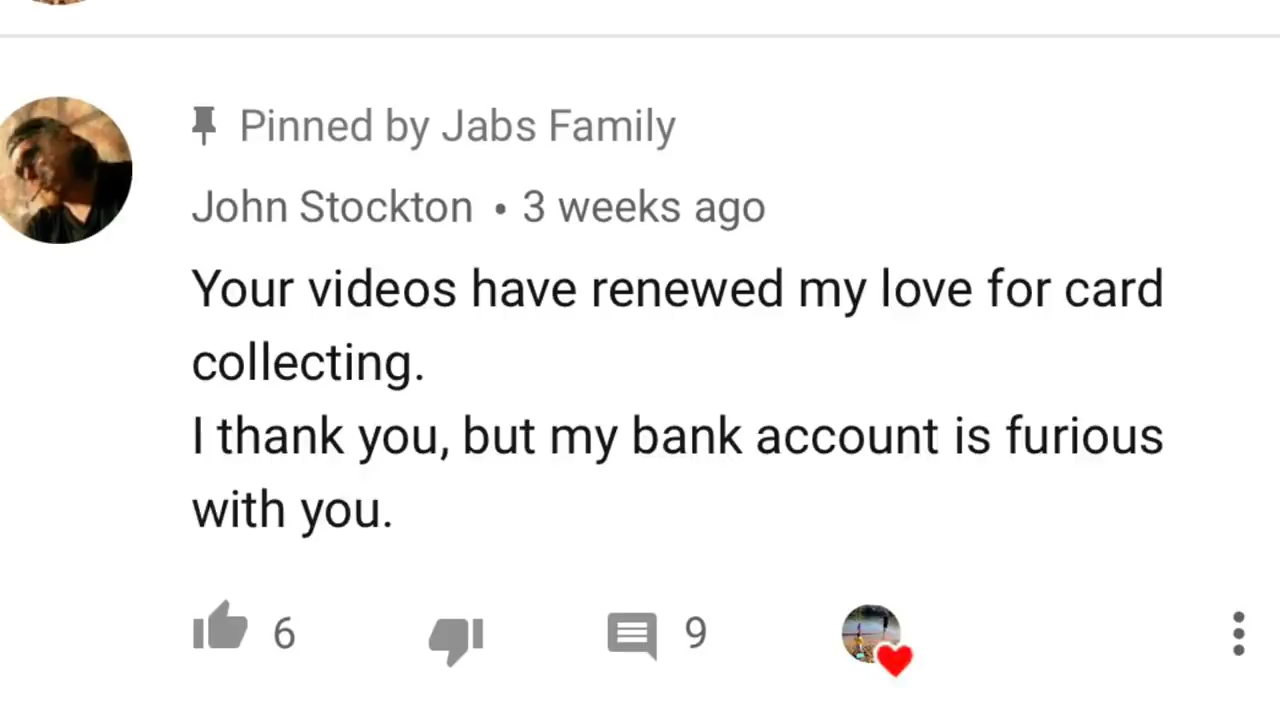 Pinned by Jabs Family
John Stockton • 3 weeks ago
Your videos have renewed my love for card
collecting.
I thank you, but my bank account is furious
with you.
6 9